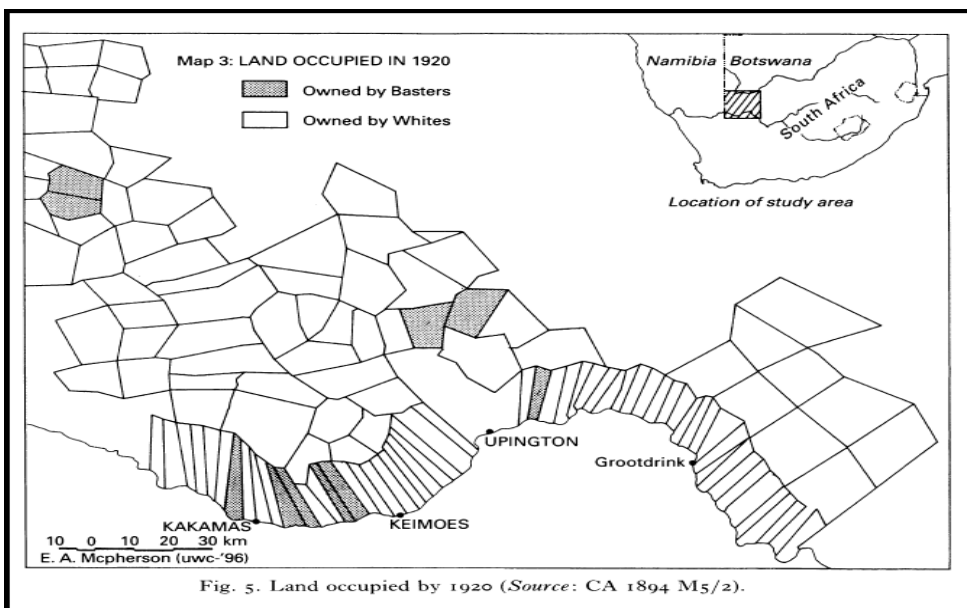 Map 3: LAND OCCUPIED IN 1920
Owned by Basters
Owned by Whites
Namibia
Botswana
South Africa
Location of study area
UPINGTON
Grootdrink
KAKAMAS
KEIMOES
10 0 10 20 30 km
E. A. Mcpherson (uwc-'96)
Fig. 5. Land occupied by 1920 (Source: CA 1894 M5/2).